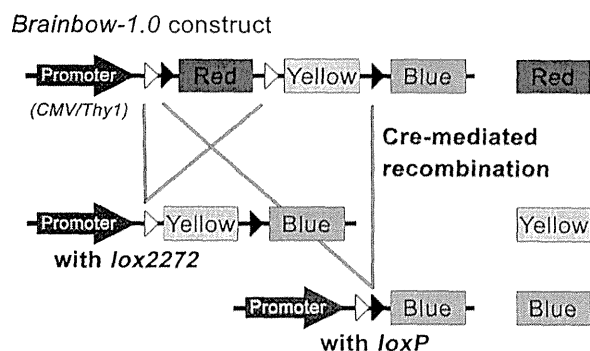 Brainbow-1.0 construct
Promoter Red Yellow Blue Red
(CMV/Thy1)
Cre-mediated
recombination
Promoter Yellow Blue Yellow
with lox2272
Promoter Blue Blue
with loxP